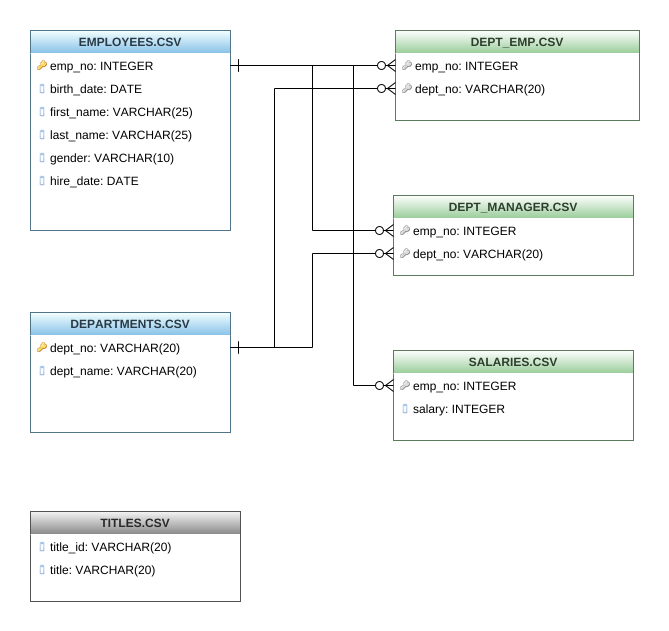 EMPLOYEES.CSV
emp_no: INTEGER
birth_date: DATE
first_name: VARCHAR(25)
last_name: VARCHAR(25)
gender: VARCHAR(10)
hire_date: DATE
DEPT_EMP.CSV
emp_no: INTEGER
dept_no: VARCHAR(20)
DEPT_MANAGER.CSV
emp_no: INTEGER
dept_no: VARCHAR(20)
DEPARTMENTS.CSV
dept_no: VARCHAR(20)
dept_name: VARCHAR(20)
SALARIES.CSV
emp_no: INTEGER
salary: INTEGER
TITLES.CSV
title_id: VARCHAR(20)
title: VARCHAR(20)